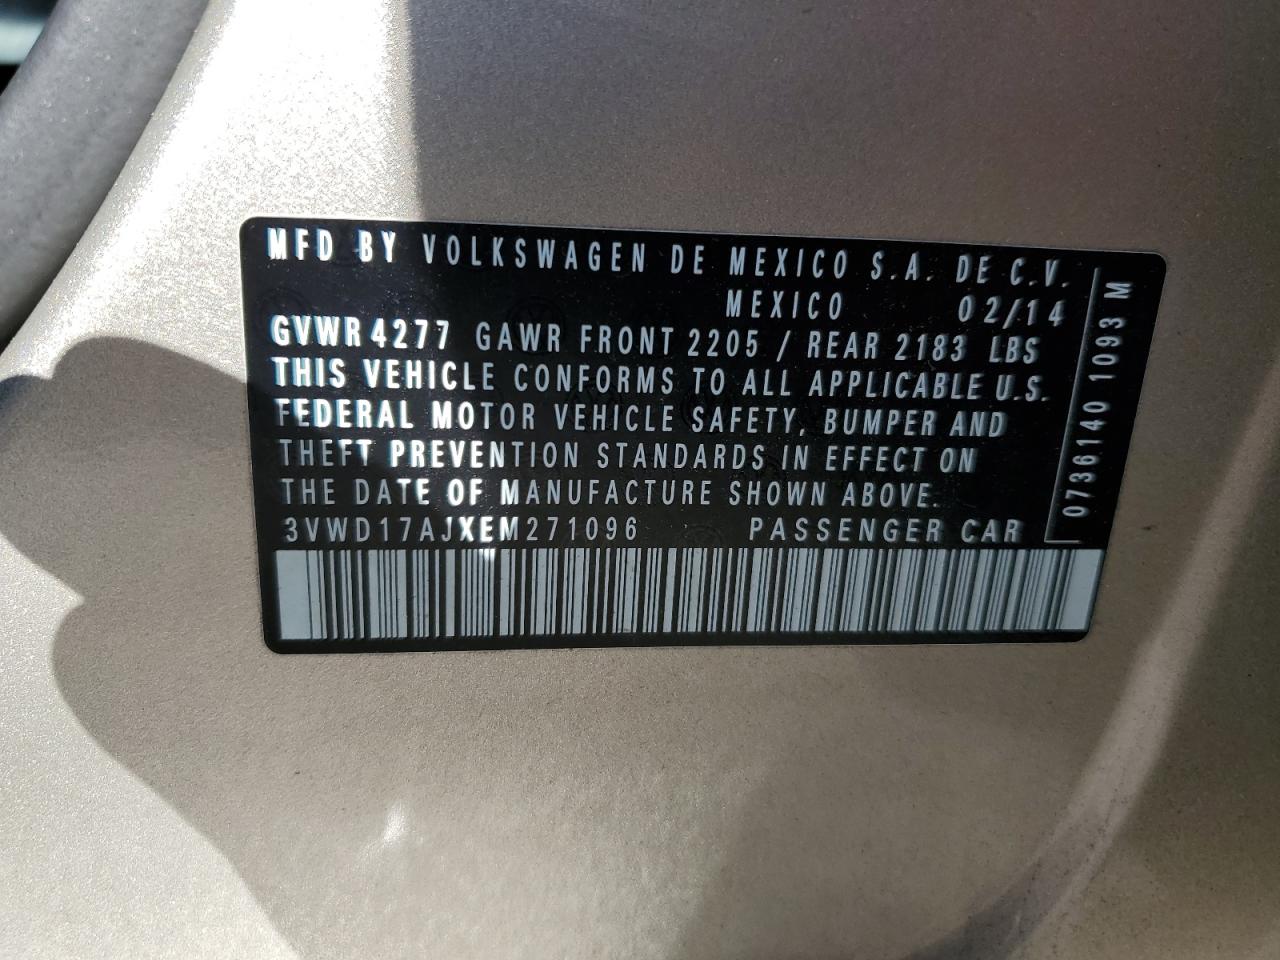 MFD BY VOLKSWAGEN DE MEXICO S.A. DE C.V.
MEXICO 02/14
GVWR 4277 GAWR FRONT 2205 / REAR 2183 LBS
THIS VEHICLE CONFORMS TO ALL APPLICABLE U.S.
FEDERAL MOTOR VEHICLE SAFETY, BUMPER AND
THEFT PREVENTION STANDARDS IN EFFECT ON
THE DATE OF MANUFACTURE SHOWN ABOVE.
3VWD17AJXEM271096 PASSENGER CAR
0736140 1093 M